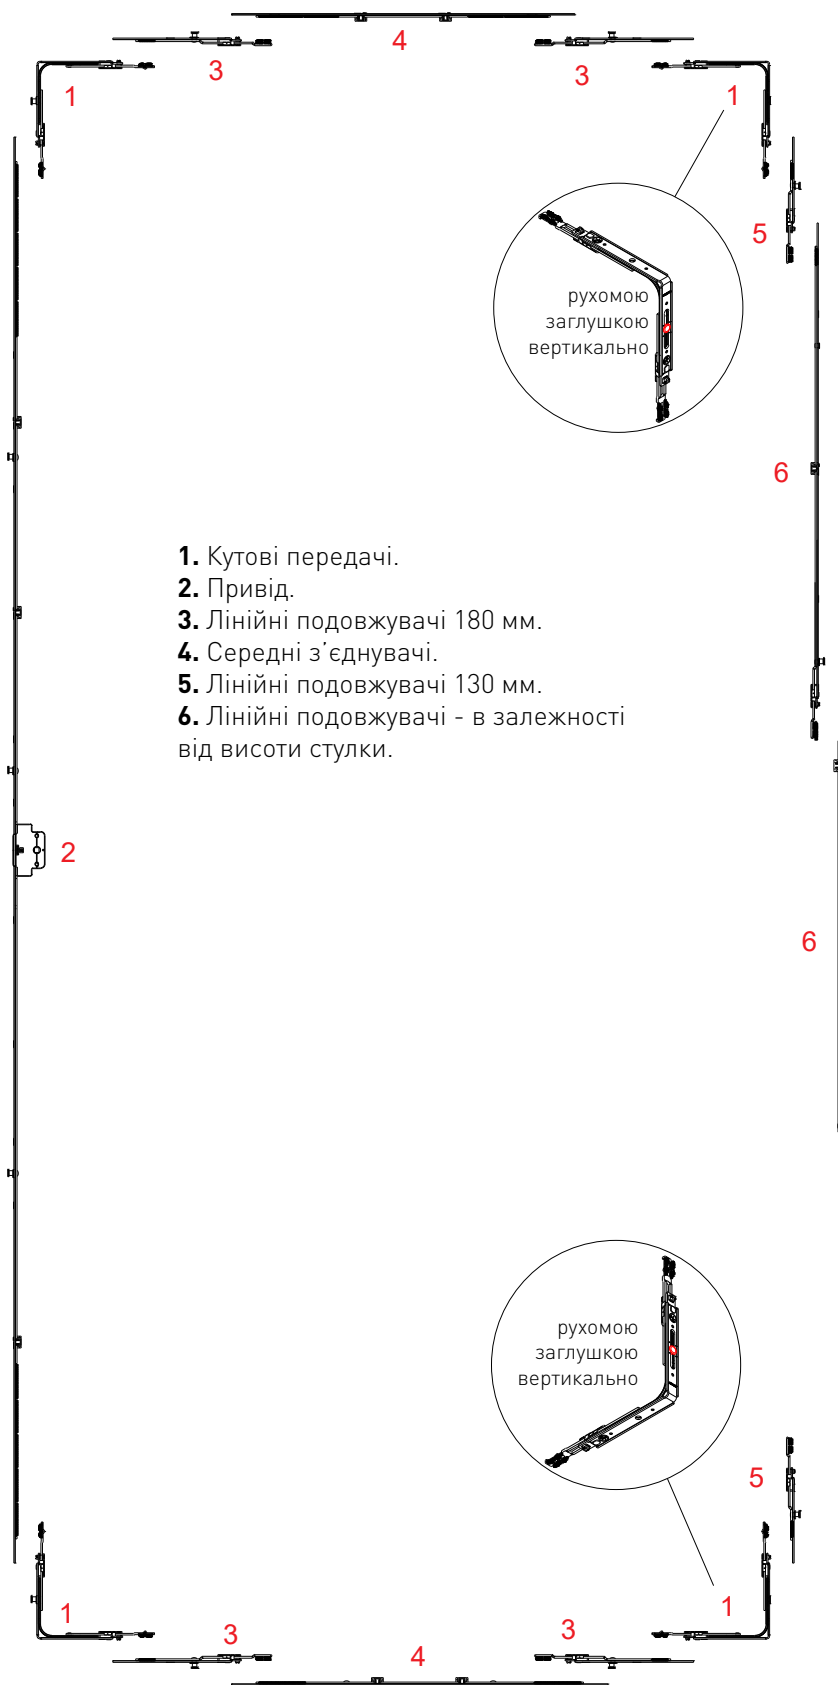 4
3
3
1
1
5
рухомою
заглушкою
вертикально
6
1. Кутові передачі.
2. Привід.
3. Лінійні подовжувачі 180 мм.
4. Середні з’єднувачі.
5. Лінійні подовжувачі 130 мм.
6. Лінійні подовжувачі - в залежності
від висоти стулки.
2
6
рухомою
заглушкою
вертикально
5
1
1
3
3
4